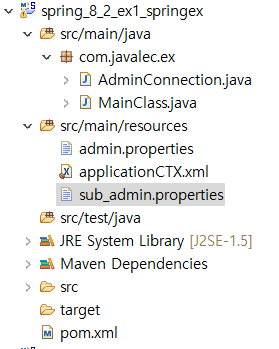 spring_8_2_ex1_springex
src/main/java
com.javalec.ex
AdminConnection.java
MainClass.java
src/main/resources
admin.properties
applicationCTX.xml
sub_admin.properties
src/test/java
JRE System Library [J2SE-1.5]
Maven Dependencies
src
target
pom.xml